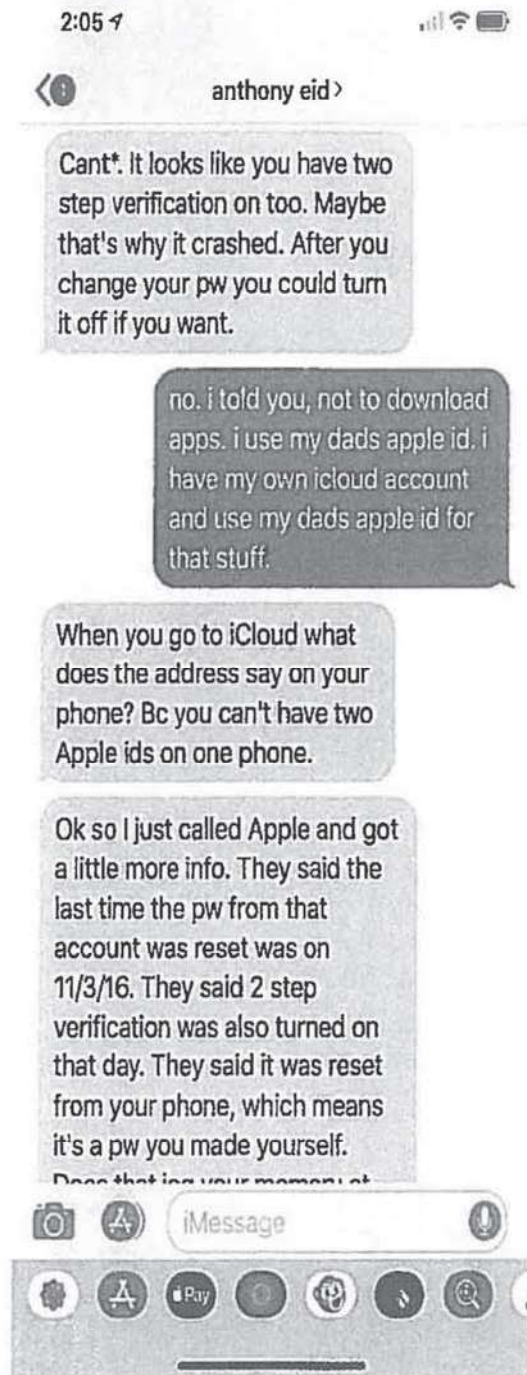 2:05
anthony eid >
Cant*. It looks like you have two
step verification on too. Maybe
that's why it crashed. After you
change your pw you could turn
it off if you want.
no. i told you, not to download
apps. i use my dads apple id. i
have my own icloud account
and use my dads apple id for
that stuff.
When you go to iCloud what
does the address say on your
phone? Bc you can't have two
Apple ids on one phone.
Ok so I just called Apple and got
a little more info. They said the
last time the pw from that
account was reset was on
11/3/16. They said 2 step
verification was also turned on
that day. They said it was reset
from your phone, which means
it's a pw you made yourself.
Does that jog your memory at
iMessage
Pay